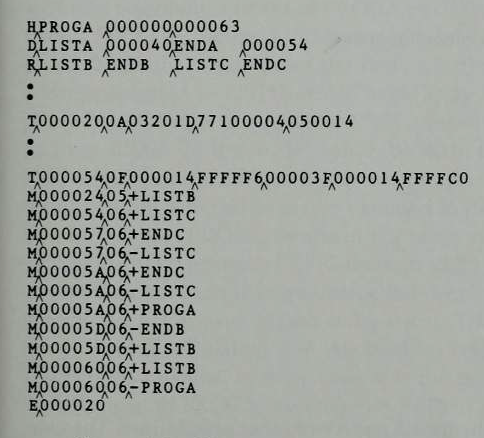 H^PROGA ^000000^000063
D^LISTA ^000040^ENDA ^000054
R^LISTB ^ENDB ^LISTC ^ENDC
:
T^000020^0A^03201D^77100004^050014
:
T^000054^0F^000014^FFFFF6^00003F^000014^FFFFC0
M^000024^05^+LISTB
M^000054^06^+LISTC
M^000057^06^+ENDC
M^000057^06^-LISTC
M^00005A^06^+ENDC
M^00005A^06^-LISTC
M^00005A^06^+PROGA
M^00005D^06^-ENDB
M^00005D^06^+LISTB
M^000060^06^+LISTB
M^000060^06^-PROGA
E^000020